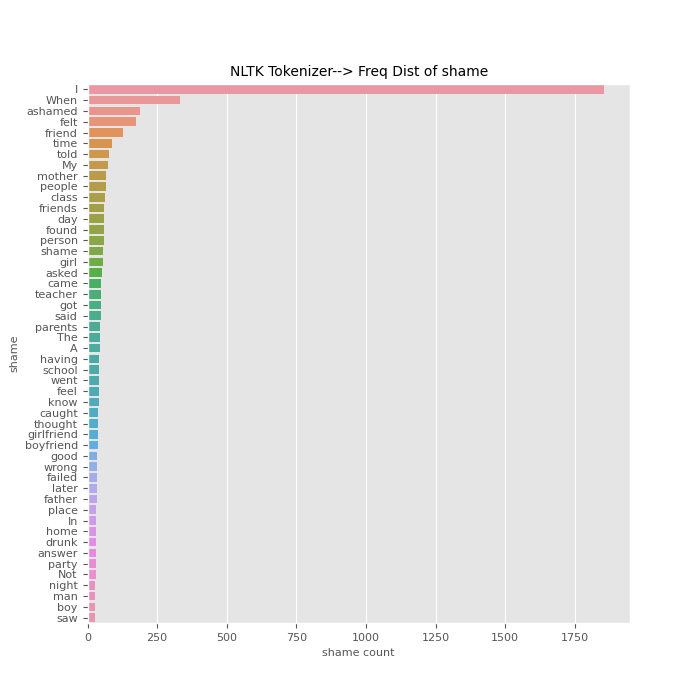 NLTK Tokenizer--> Freq Dist of shame
I
When
ashamed
felt
friend
time
told
My
mother
people
class
friends
day
found
person
shame
girl
asked
came
teacher
got
said
parents
The
A
having
school
went
feel
know
caught
thought
girlfriend
boyfriend
good
wrong
failed
later
father
place
In
home
drunk
answer
party
Not
night
man
boy
saw
shame
0 250 500 750 1000 1250 1500 1750
shame count